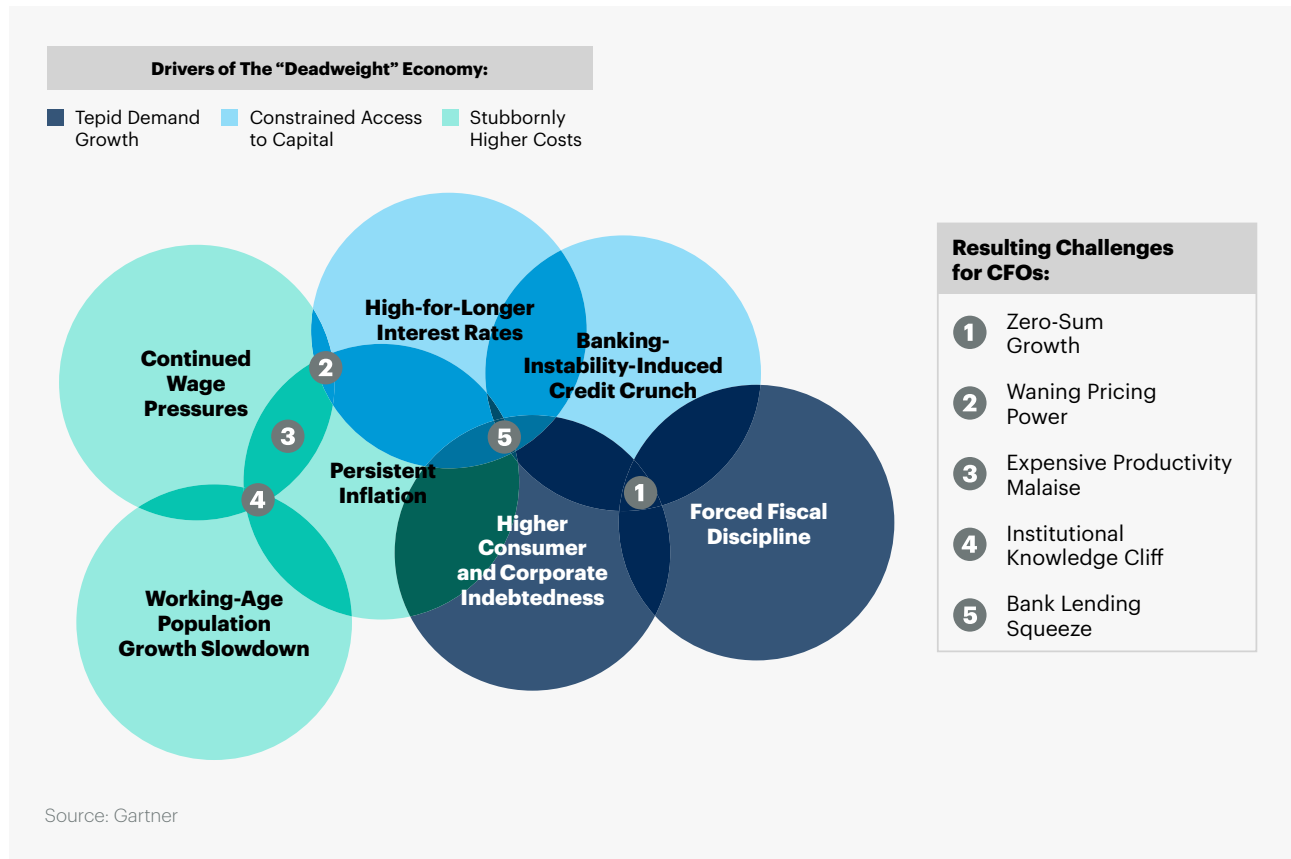 Drivers of The “Deadweight” Economy:
Tepid Demand
Growth
Constrained Access
to Capital
Stubbornly
Higher Costs
High-for-Longer
Interest Rates
Banking-
Instability-Induced
Credit Crunch
Continued
Wage
Pressures
Persistent
Inflation
Higher
Consumer
and Corporate
Indebtedness
Forced Fiscal
Discipline
Working-Age
Population
Growth Slowdown
2
3
4
5
1
Resulting Challenges
for CFOs:
1
Zero-Sum
Growth
2
Waning Pricing
Power
3
Expensive Productivity
Malaise
4
Institutional
Knowledge Cliff
5
Bank Lending
Squeeze
Source: Gartner